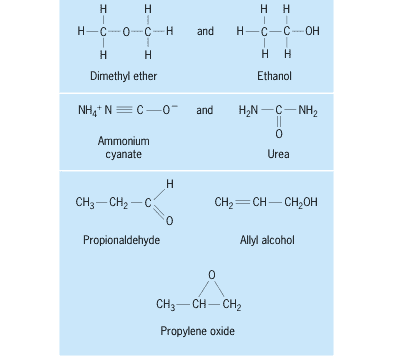 H H H H
H—C—O—C—H and H—C—C—OH
H H H H
Dimethyl ether Ethanol
NH₄⁺ N≡C—O⁻ and H₂N—C—NH₂
O
Ammonium
cyanate Urea
H
CH₃—CH₂—C CH₂=CH—CH₂OH
O
Propionaldehyde Allyl alcohol
O
CH₃—CH—CH₂
Propylene oxide